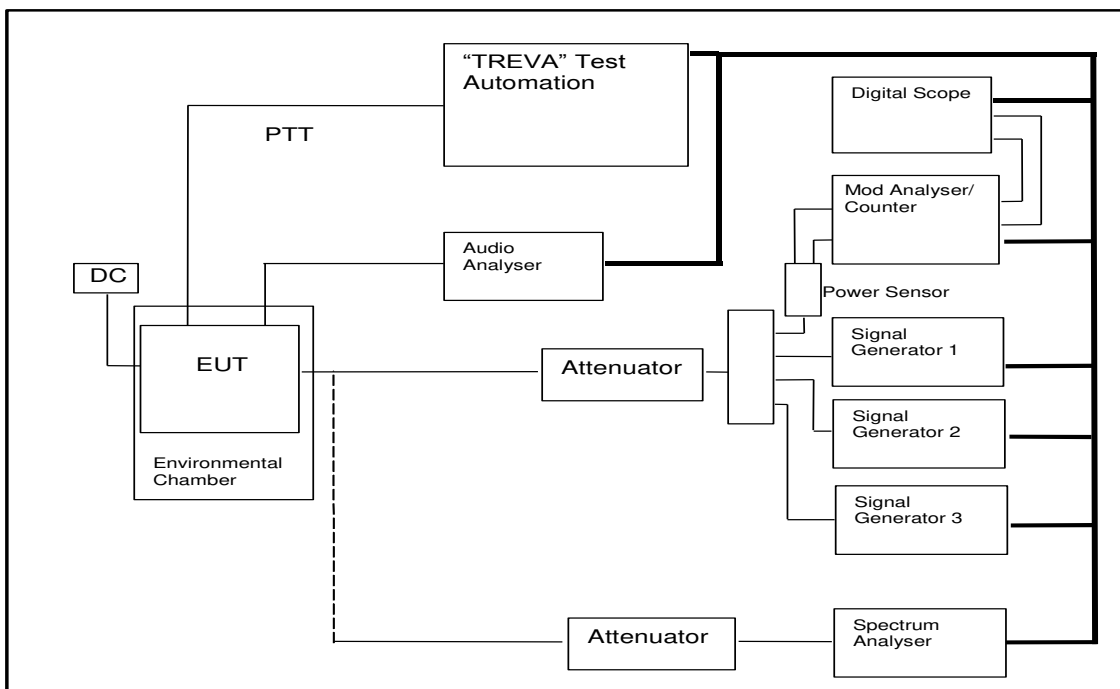 “TREVA” Test
Automation
Digital Scope
PTT
Mod Analyser/
Counter
Audio
Analyser
DC
Power Sensor
EUT
Attenuator
Signal
Generator 1
Signal
Generator 2
Environmental
Chamber
Signal
Generator 3
Attenuator
Spectrum
Analyser